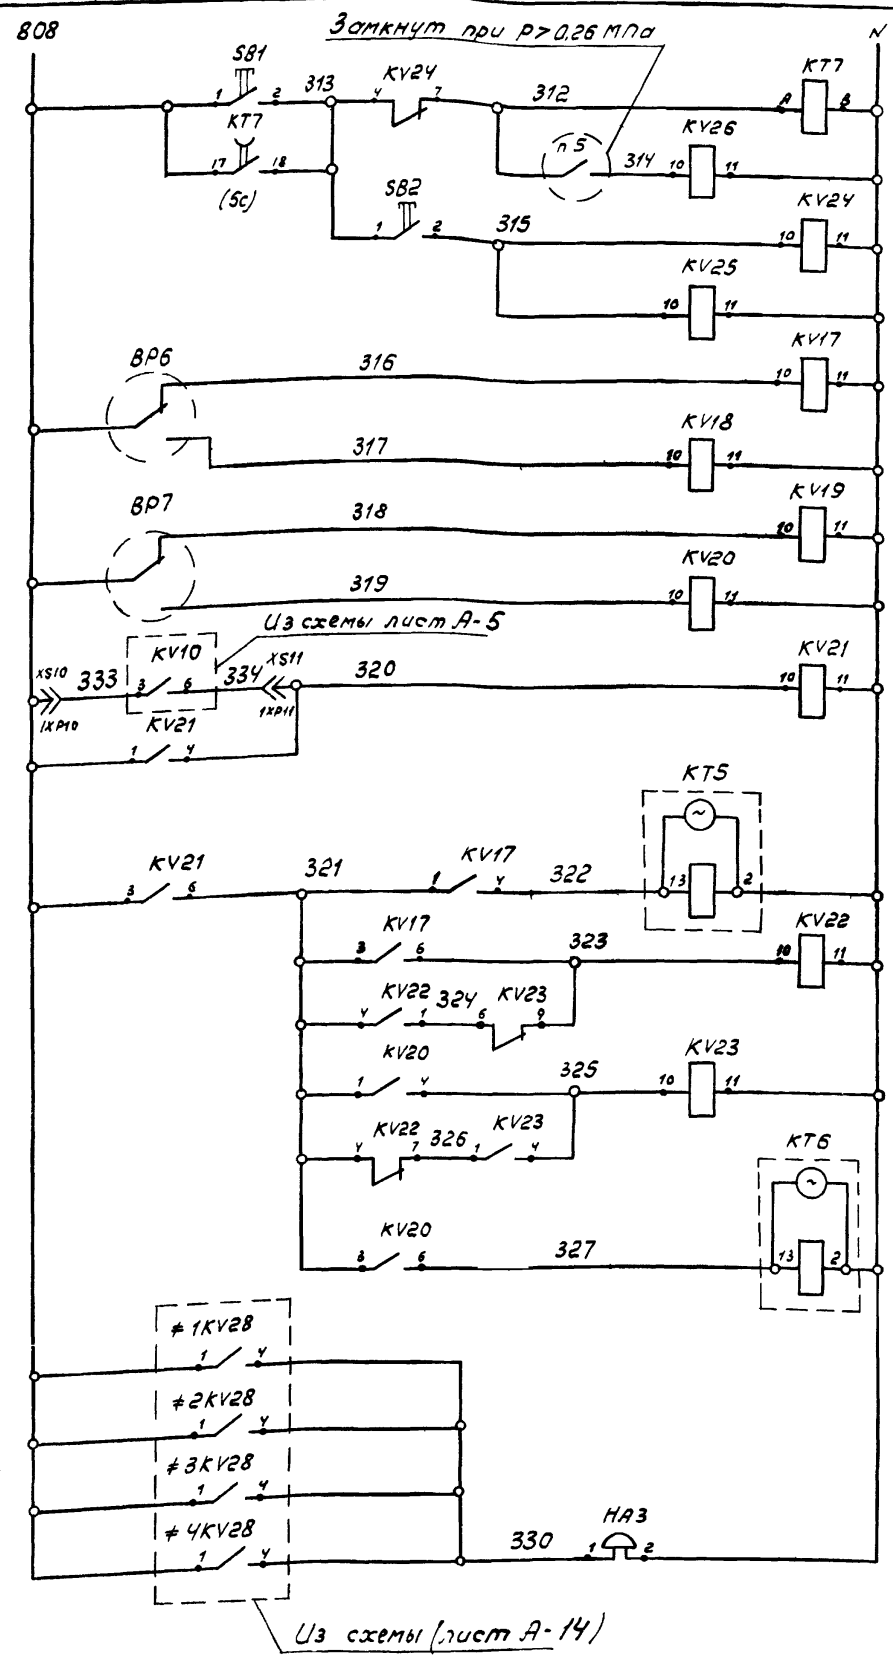 808
Замкнут при P>0,26 МПа
N
SB1
1 2
313
KV24
4 7
312
KT7
A B
KT7
17 18
(5с)
п5
314
KV26
10 11
SB2
1 2
315
KV24
10 11
KV25
10 11
BP6
316
KV17
10 11
317
KV18
10 11
BP7
318
KV19
10 11
319
KV20
10 11
Из схемы лист А-5
XS10
1XP10
333
KV10
3 6
334
XS11
1XP11
320
KV21
10 11
KV21
1 4
KT5
~
13 2
KV21
3 6
321
KV17
1 4
322
KV17
3 6
323
KV22
10 11
KV22
4 1
324
KV23
6 9
KV20
1 4
325
KV23
10 11
KV22
4 7
326
KV23
1 4
KT6
~
13 2
KV20
3 6
327
≠1KV28
1 4
≠2KV28
1 4
≠3KV28
1 4
≠4KV28
1 4
330
HA3
1 2
Из схемы (лист А-14)